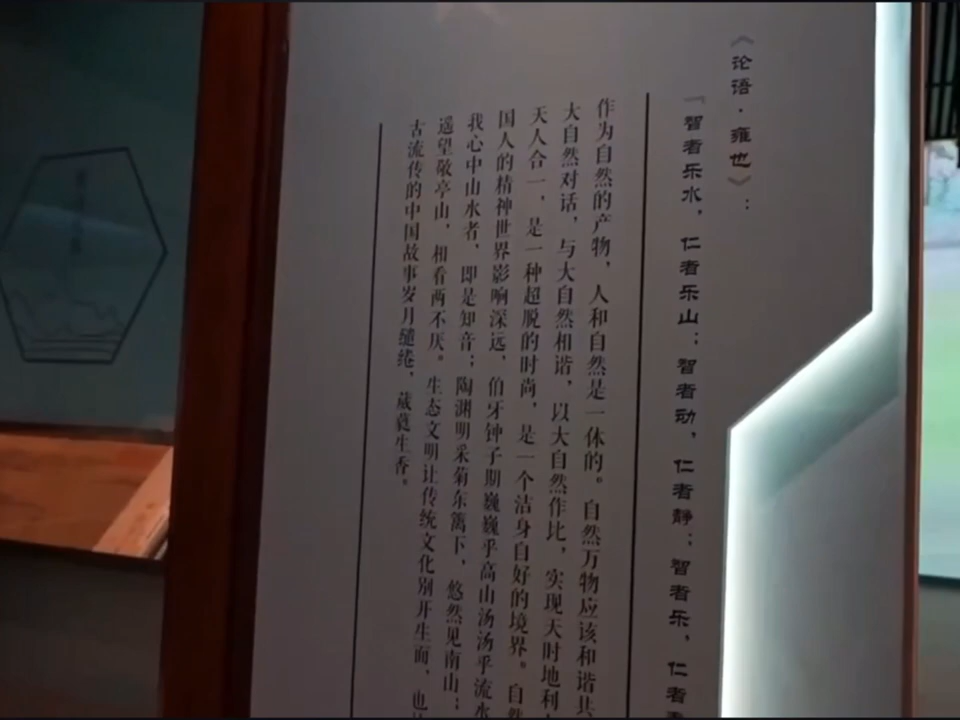 《论语·雍也》：
「智者乐水，仁者乐山；智者动，仁者静；智者乐，仁者
作为自然的产物，人和自然是一休的。自然万物应该和谐共
大自然对话，与大自然相谐，以大自然作比，实现天时地利
天人合一，是一种超脱的时尚，是一个洁身自好的境界。自然
国人的精神世界影响深远，伯牙钟子期巍巍乎高山汤汤乎流水
我心中山水者，即是知音；陶渊明采菊东篱下，悠然见南山；
遥望敬亭山，相看两不厌。生态文明让传统文化别开生面，也
古流传的中国故事岁月缱绻，葳蕤生香。